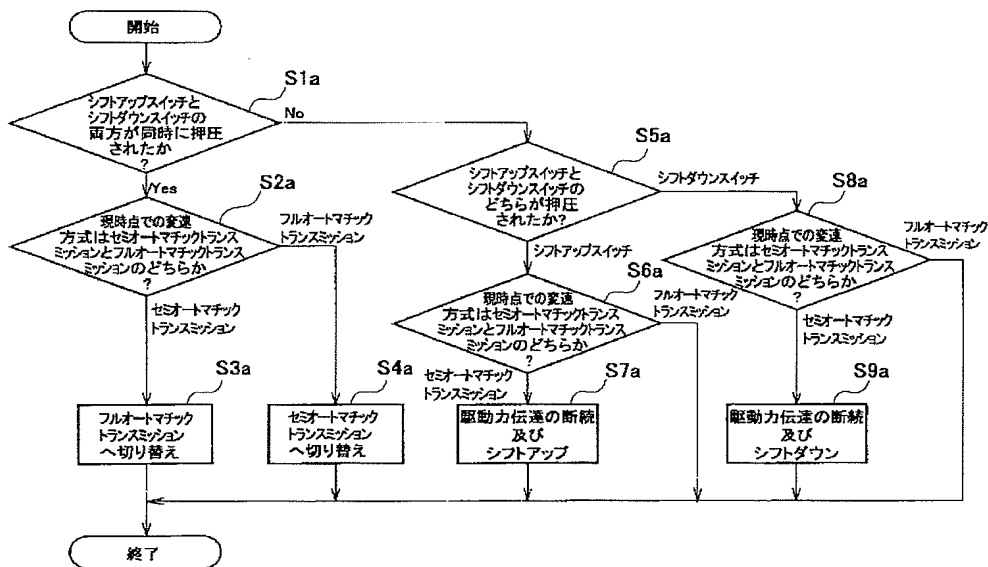 開始
S1a
シフトアップスイッチと
シフトダウンスイッチの
両方が同時に押圧
されたか
?
No
Yes
S2a
現時点での変速
方式はセミオートマチックトランス
ミッションとフルオートマチックトランス
ミッションのどちらか
?
フルオートマチック
トランスミッション
セミオートマチック
トランスミッション
S3a
フルオートマチック
トランスミッション
へ切り替え
S4a
セミオートマチック
トランスミッション
へ切り替え
S5a
シフトアップスイッチと
シフトダウンスイッチの
どちらが押圧
されたか?
シフトダウンスイッチ
シフトアップスイッチ
S6a
現時点での変速
方式はセミオートマチックトランス
ミッションとフルオートマチックトランス
ミッションのどちらか
?
フルオートマチック
トランスミッション
セミオートマチック
トランスミッション
S7a
駆動力伝達の断続
及び
シフトアップ
S8a
現時点での変速
方式はセミオートマチックトランス
ミッションとフルオートマチックトランス
ミッションのどちらか
?
フルオートマチック
トランスミッション
セミオートマチック
トランスミッション
S9a
駆動力伝達の断続
及び
シフトダウン
終了